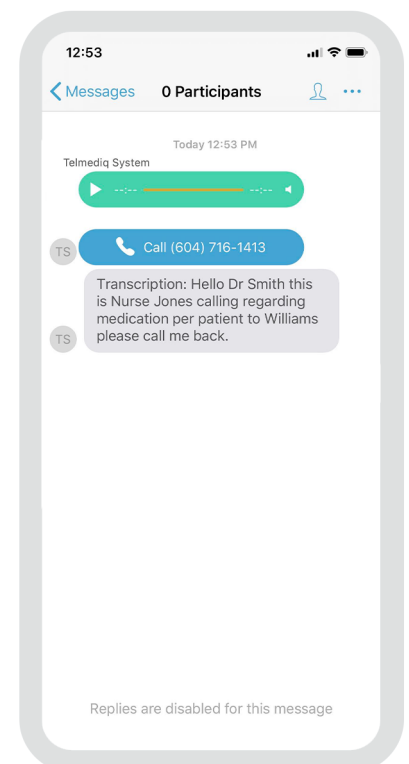 12:53
Messages 0 Participants
Today 12:53 PM
Telmediq System
--:-- --:--
TS Call (604) 716-1413
Transcription: Hello Dr Smith this
is Nurse Jones calling regarding
medication per patient to Williams
please call me back.
TS
Replies are disabled for this message